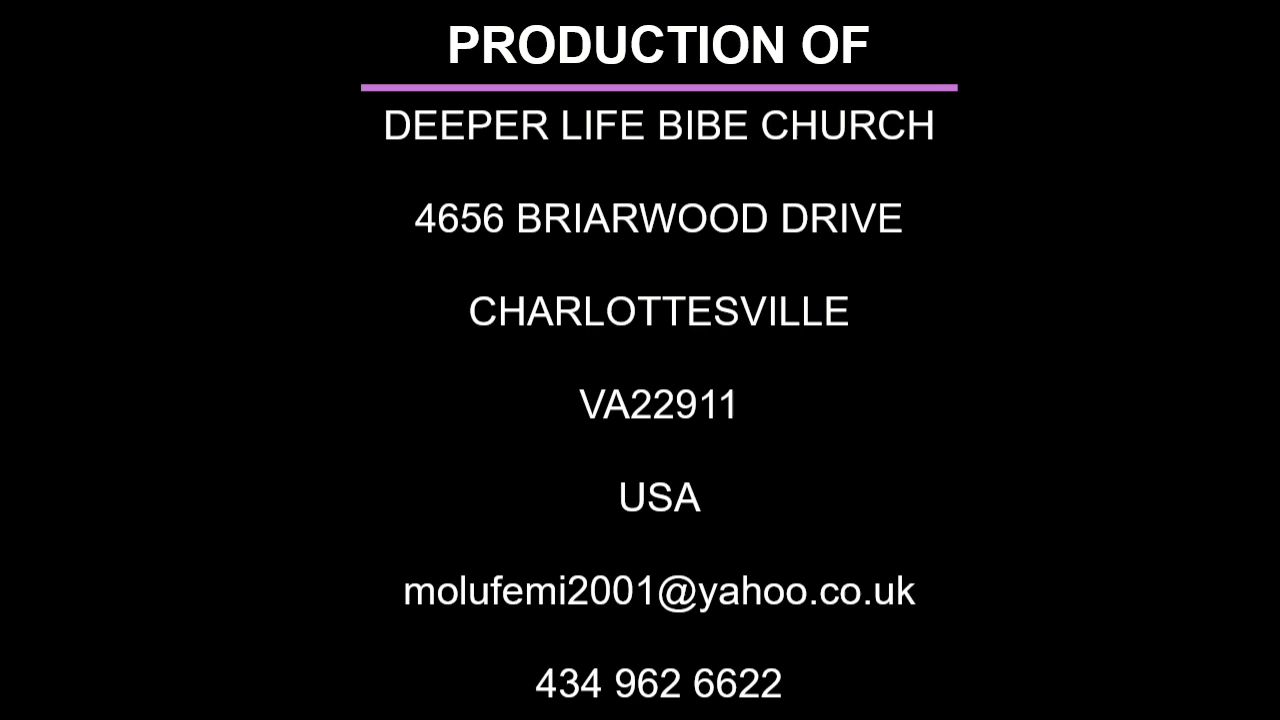 PRODUCTION OF
DEEPER LIFE BIBE CHURCH
4656 BRIARWOOD DRIVE
CHARLOTTESVILLE
VA22911
USA
molufemi2001@yahoo.co.uk
434 962 6622